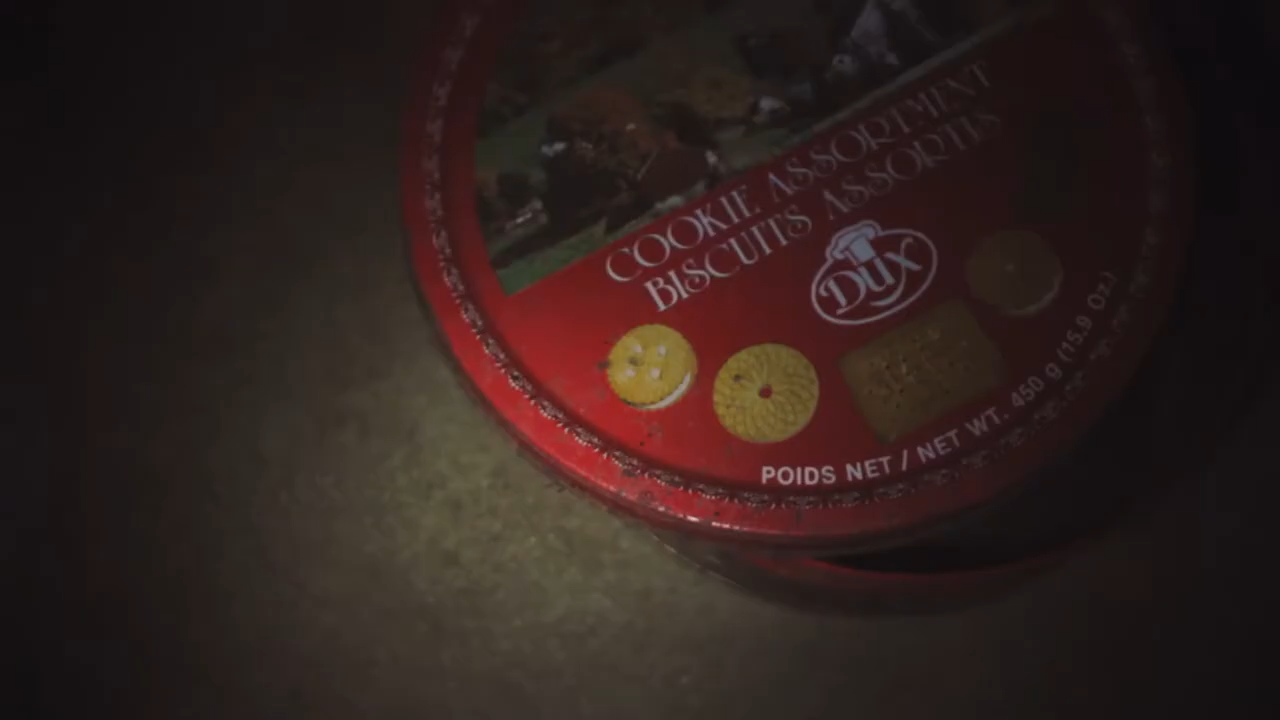 COOKIE ASSORTMENT
BISCUITS ASSORTIS
DUX
POIDS NET / NET WT. 450 g (15.9 Oz.)